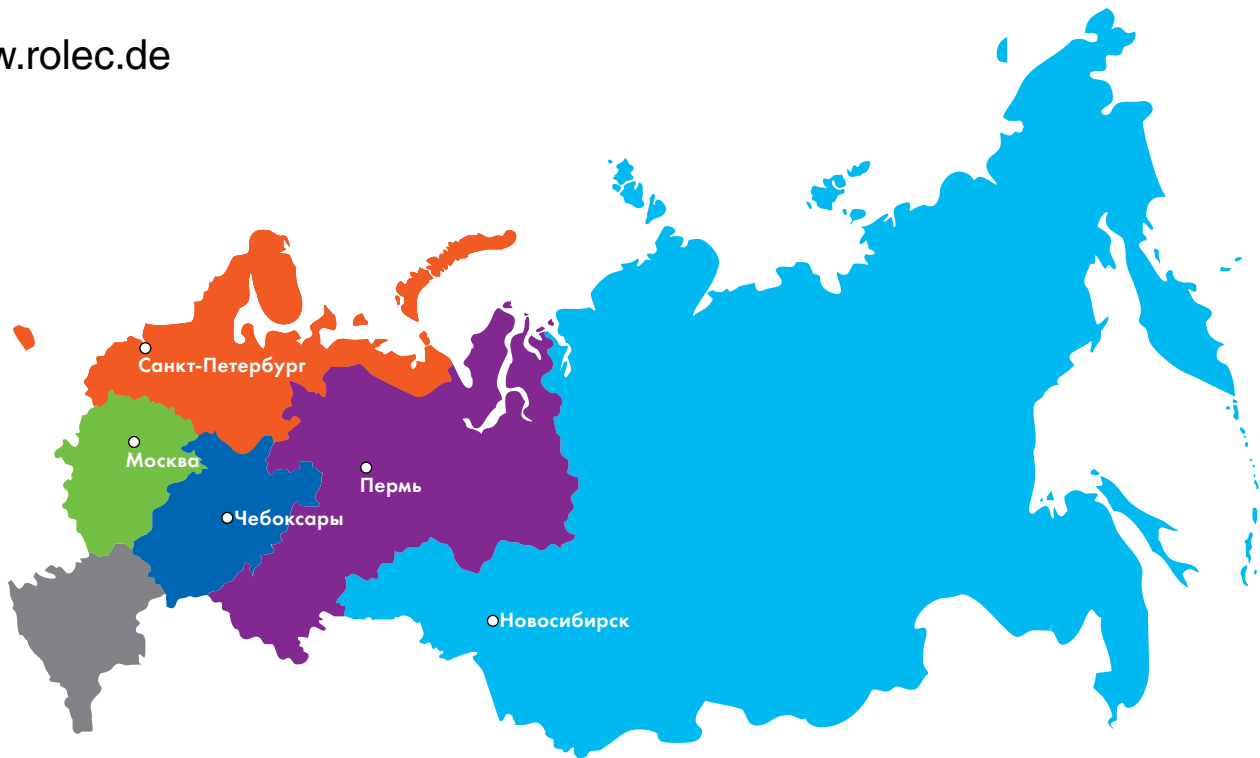 w.rolec.de
Санкт-Петербург
Москва
Пермь
Чебоксары
Новосибирск